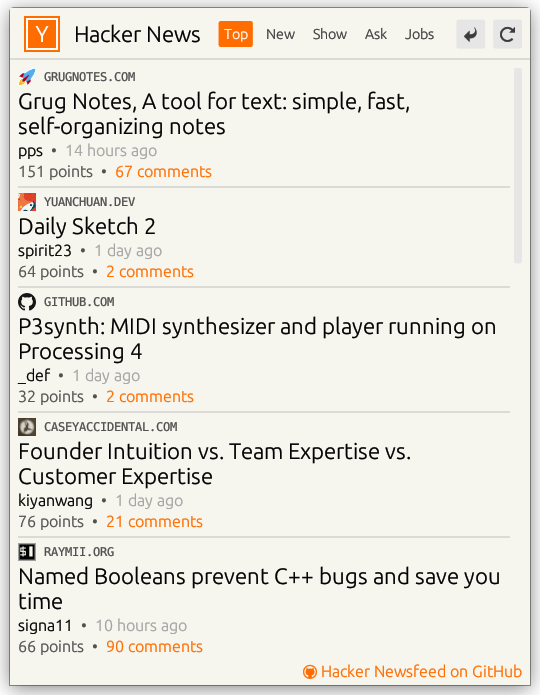 Y Hacker News Top New Show Ask Jobs
GRUGNOTES.COM
Grug Notes, A tool for text: simple, fast,
self-organizing notes
pps • 14 hours ago
151 points • 67 comments
YUANCHUAN.DEV
Daily Sketch 2
spirit23 • 1 day ago
64 points • 2 comments
GITHUB.COM
P3synth: MIDI synthesizer and player running on
Processing 4
_def • 1 day ago
32 points • 2 comments
CASEYACCIDENTAL.COM
Founder Intuition vs. Team Expertise vs.
Customer Expertise
kiyanwang • 1 day ago
76 points • 21 comments
$ RAYMII.ORG
Named Booleans prevent C++ bugs and save you
time
signa11 • 10 hours ago
66 points • 90 comments
Hacker Newsfeed on GitHub